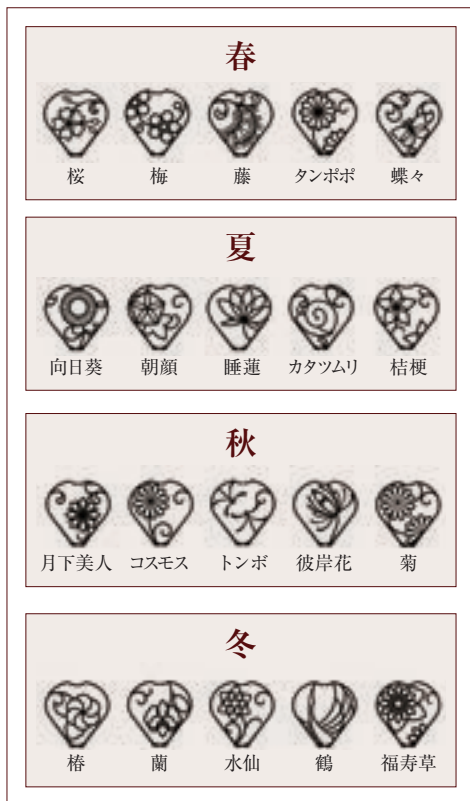 春
桜 梅 藤 タンポポ 蝶々
夏
向日葵 朝顔 睡蓮 カタツムリ 桔梗
秋
月下美人 コスモス トンボ 彼岸花 菊
冬
椿 蘭 水仙 鶴 福寿草